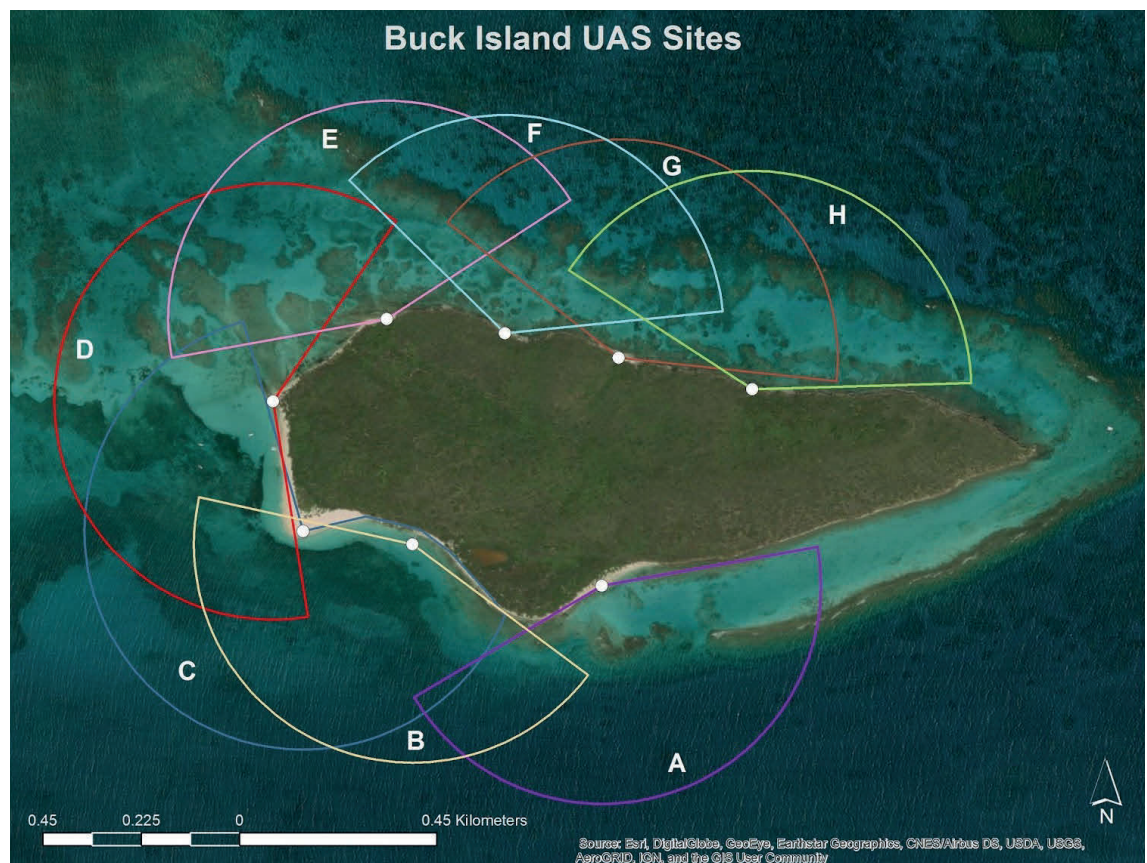 Buck Island UAS Sites
E
F
G
H
D
C
B
A
0.45 0.225 0 0.45 Kilometers
N
Source: Esri, DigitalGlobe, GeoEye, Earthstar Geographics, CNES/Airbus DS, USDA, USGS,
AeroGRID, IGN, and the GIS User Community